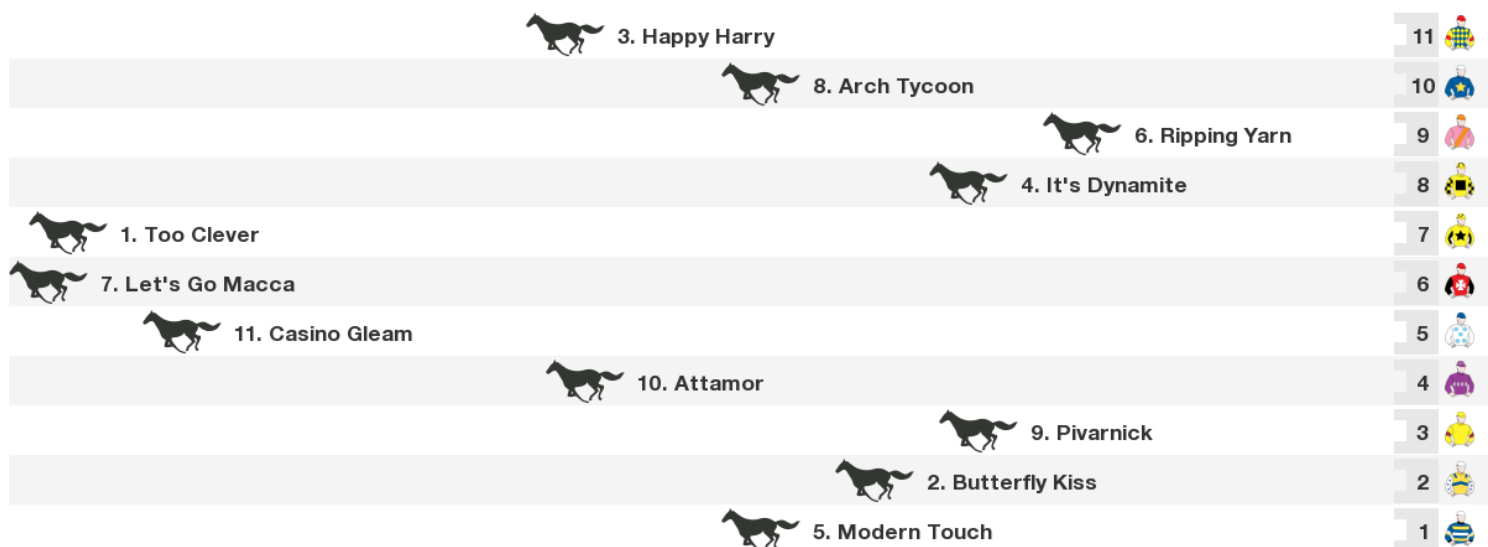 3. Happy Harry 11
8. Arch Tycoon 10
6. Ripping Yarn 9
4. It's Dynamite 8
1. Too Clever 7
7. Let's Go Macca 6
11. Casino Gleam 5
10. Attamor 4
9. Pivarnick 3
2. Butterfly Kiss 2
5. Modern Touch 1